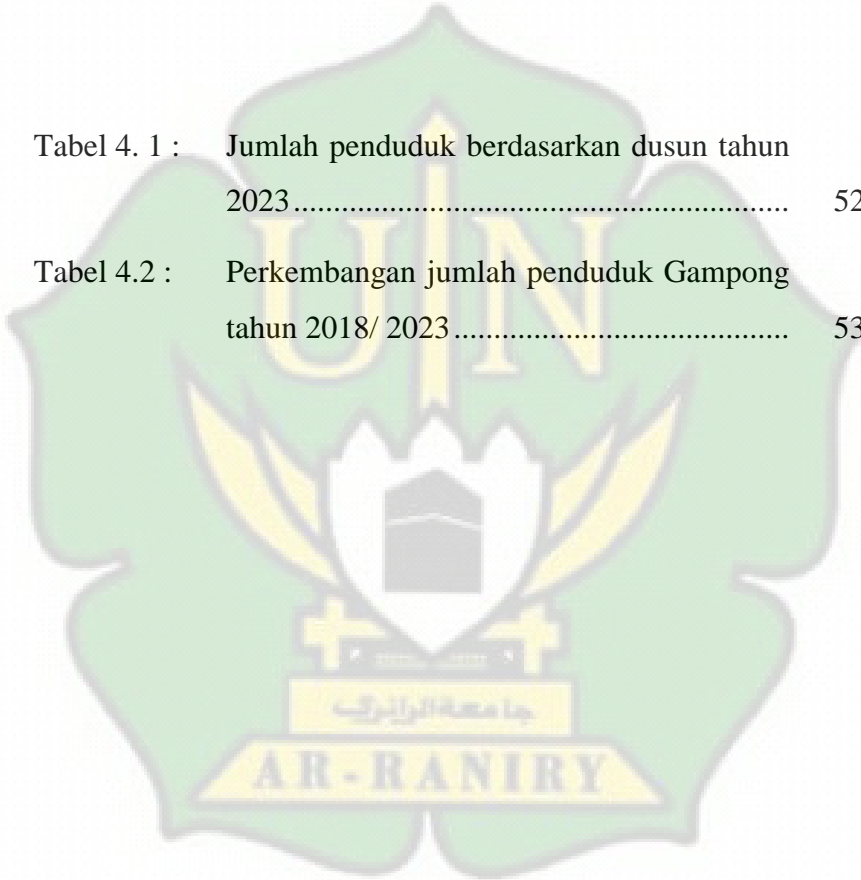 Tabel 4. 1 : Jumlah penduduk berdasarkan dusun tahun
2023.............................................................. 52
Tabel 4.2 : Perkembangan jumlah penduduk Gampong
tahun 2018/ 2023.......................................... 53
UIN
جامعة الرانري
AR-RANIRY